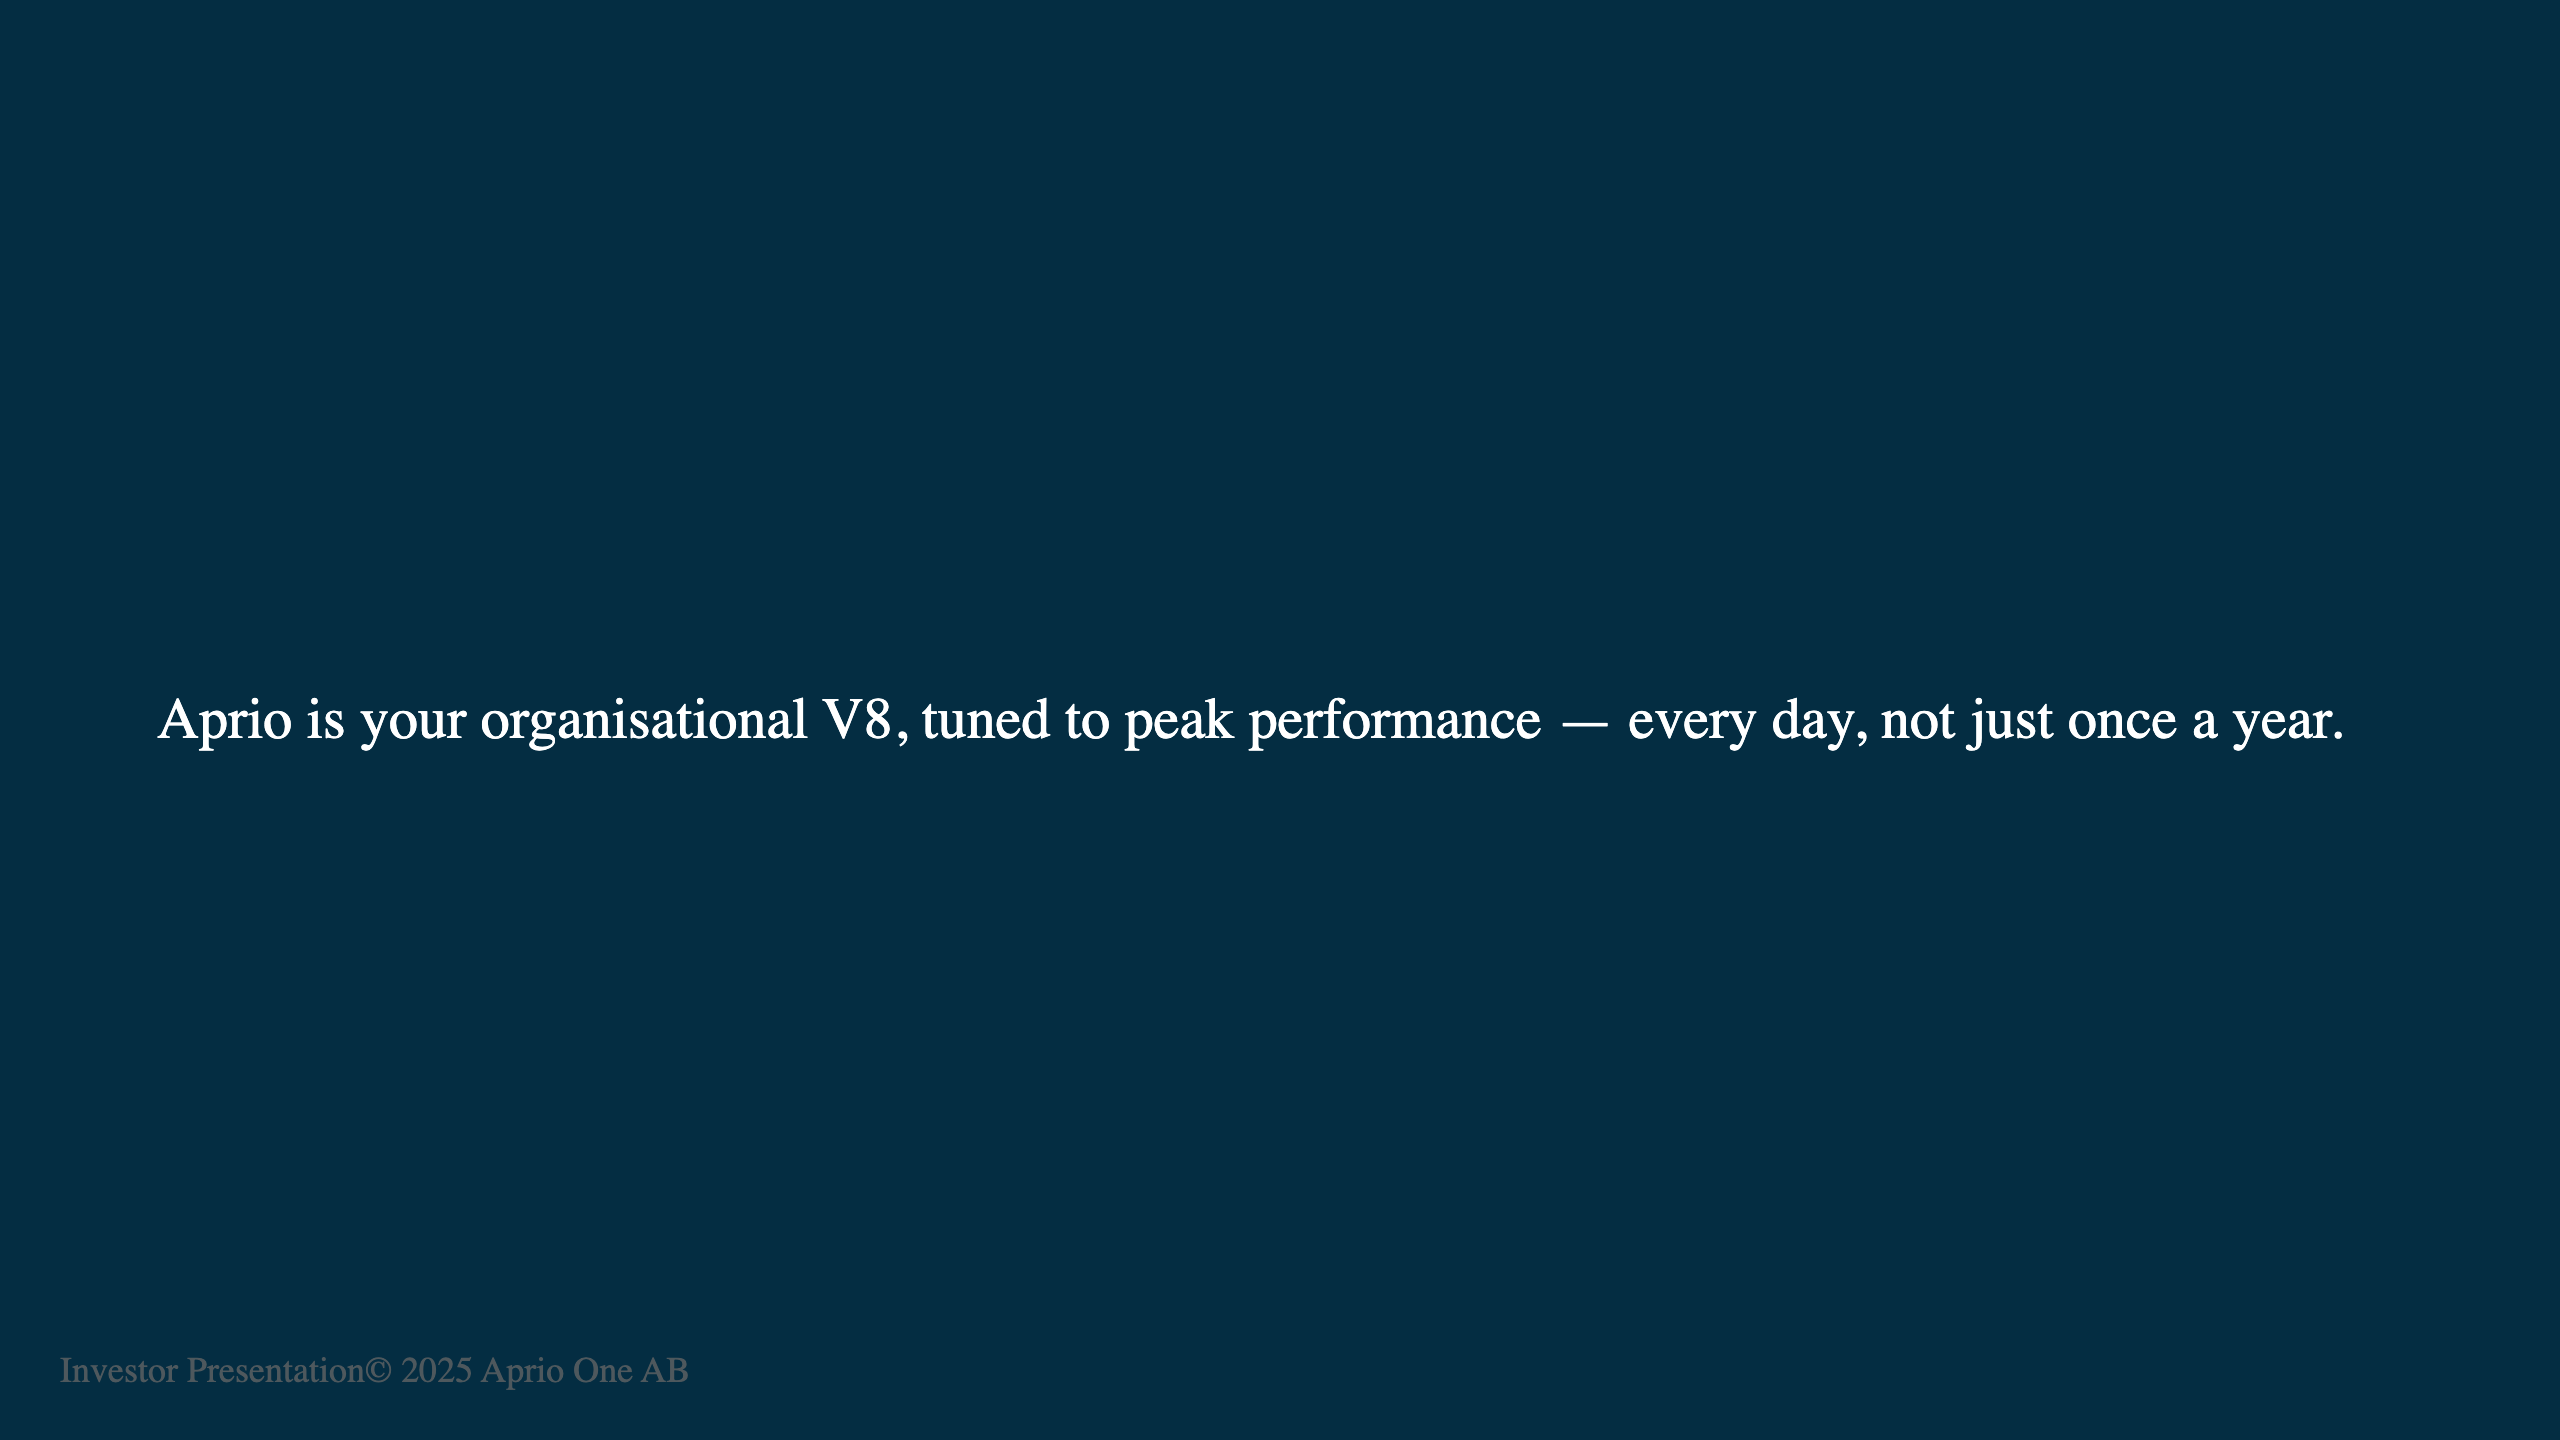 Aprio is your organisational V8, tuned to peak performance — every day, not just once a year.
Investor Presentation© 2025 Aprio One AB